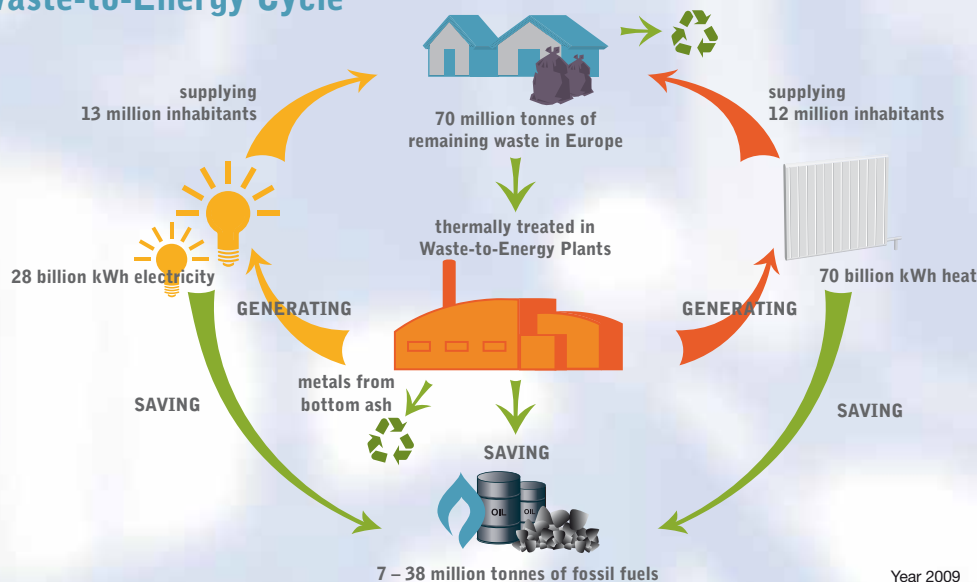 Waste-to-Energy Cycle
supplying
13 million inhabitants
70 million tonnes of
remaining waste in Europe
supplying
12 million inhabitants
thermally treated in
Waste-to-Energy Plants
28 billion kWh electricity
70 billion kWh heat
GENERATING
GENERATING
metals from
bottom ash
SAVING
SAVING
SAVING
OIL
OIL
7 – 38 million tonnes of fossil fuels
Year 2009